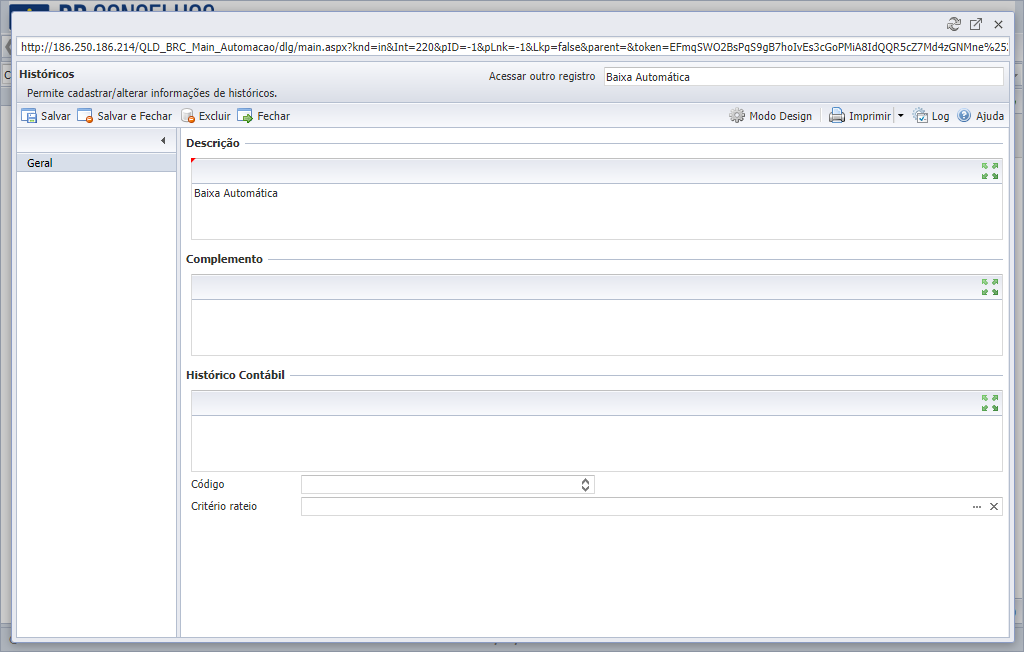 http://186.250.186.214/QLD_BRC_Main_Automacao/dlg/main.aspx?knd=in&Int=220&pID=-1&pLnk=-1&Lkp=false&parent=&token=EFmqSWO2BsPqS9gB7hoIvEs3cGoPMiA8IdQQR5cZ7Md4zGNMne%25
Históricos
Acessar outro registro Baixa Automática
Permite cadastrar/alterar informações de históricos.
Salvar Salvar e Fechar Excluir Fechar Modo Design Imprimir Log Ajuda
Geral
Descrição
Baixa Automática
Complemento
Histórico Contábil
Código
Critério rateio